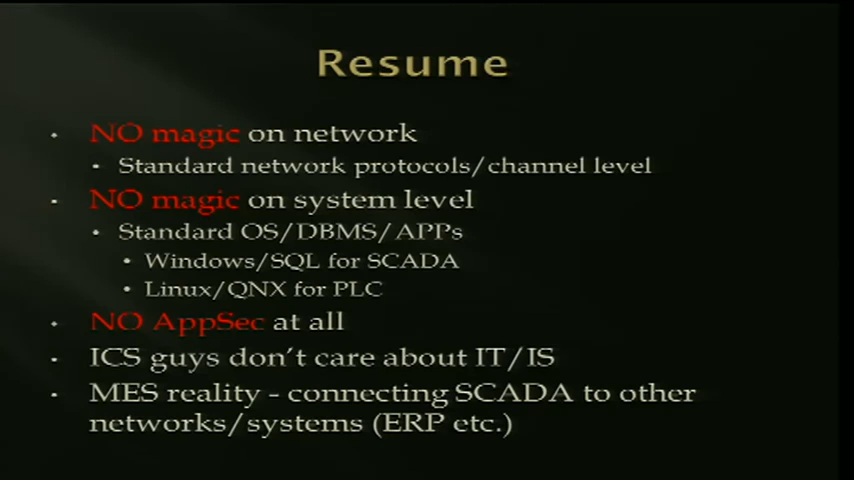 Resume
• NO magic on network
• Standard network protocols/channel level
• NO magic on system level
• Standard OS/DBMS/APPs
• Windows/SQL for SCADA
• Linux/QNX for PLC
• NO AppSec at all
• ICS guys don't care about IT/IS
• MES reality - connecting SCADA to other
networks/systems (ERP etc.)